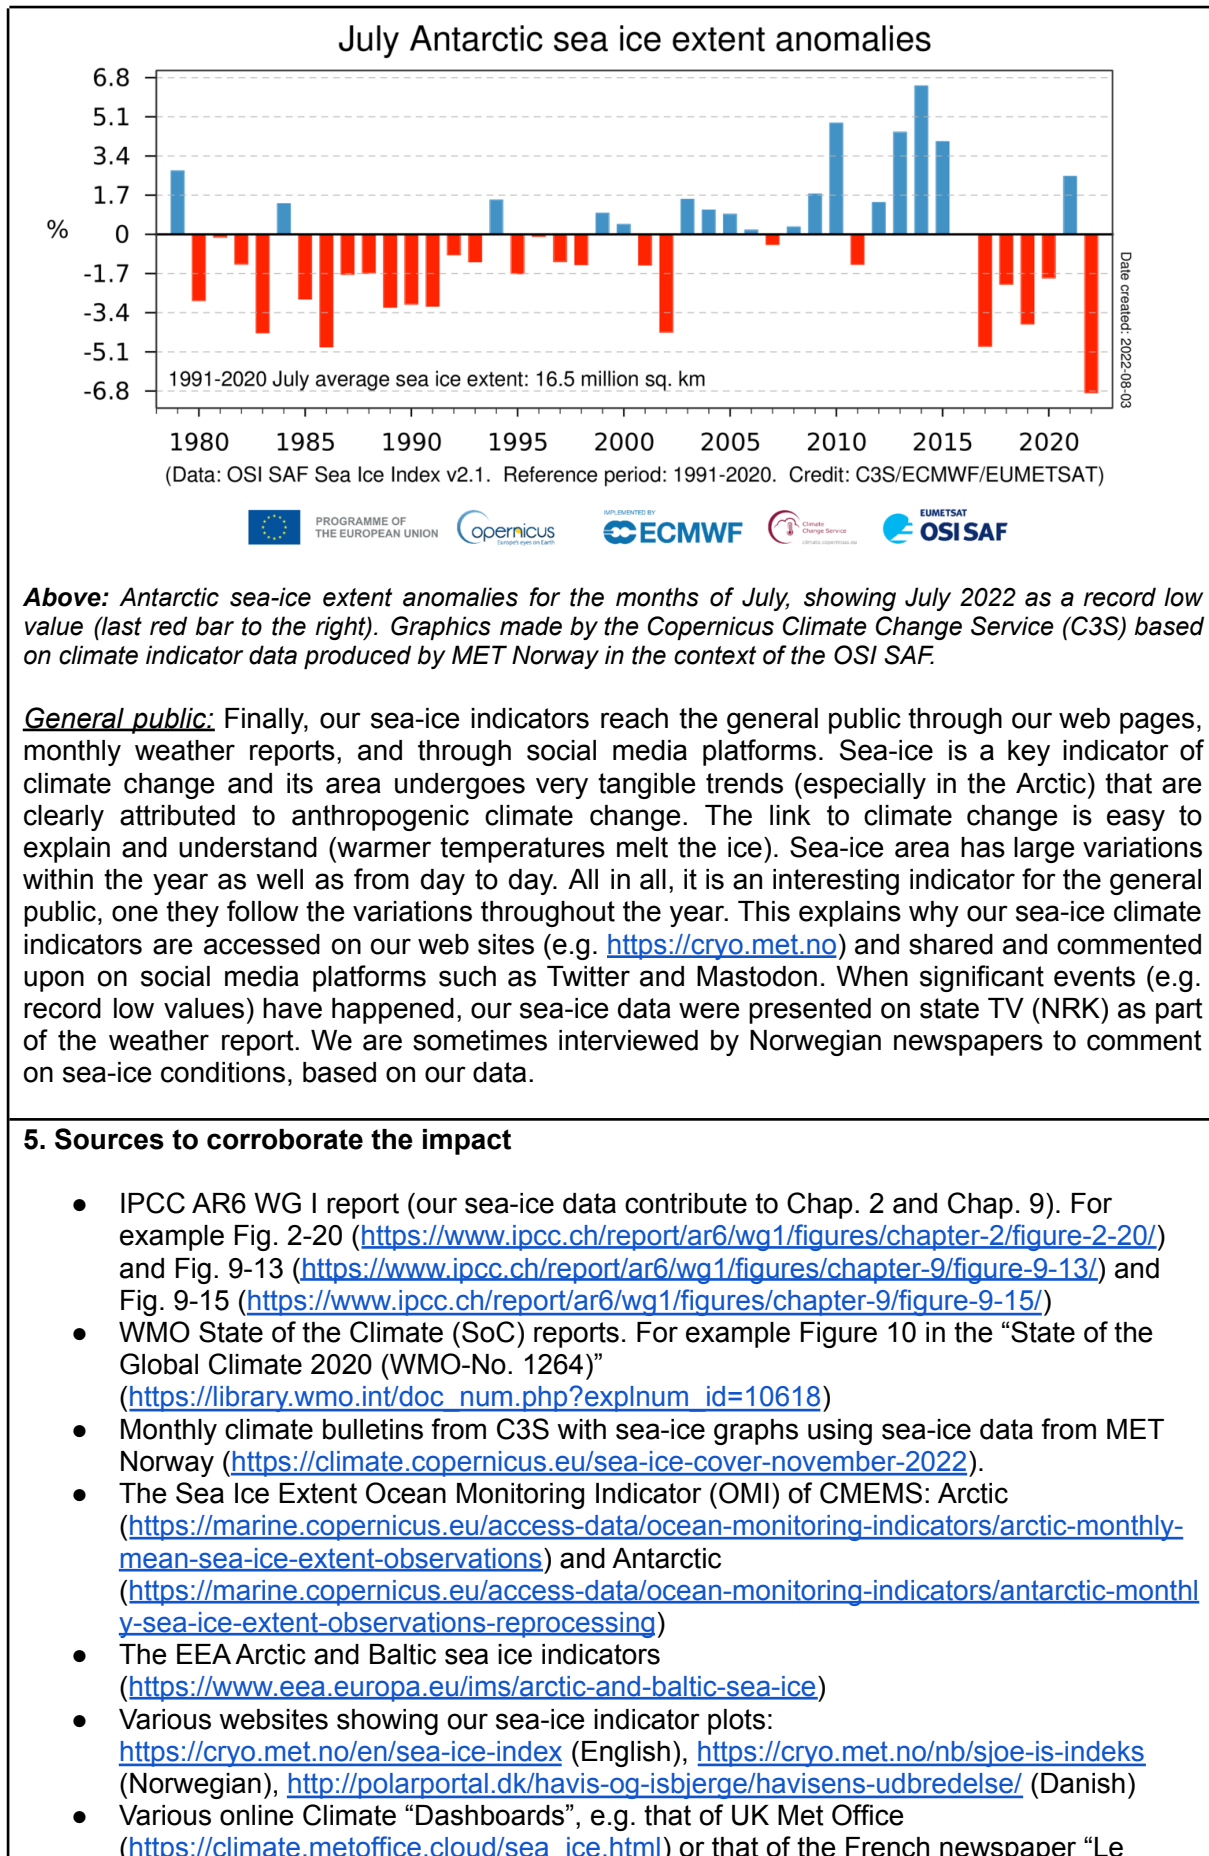 July Antarctic sea ice extent anomalies
6.8
5.1
3.4
1.7
%
0
-1.7
-3.4
-5.1
-6.8
1991-2020 July average sea ice extent: 16.5 million sq. km
Date created: 2022-08-03
1980 1985 1990 1995 2000 2005 2010 2015 2020
(Data: OSI SAF Sea Ice Index v2.1. Reference period: 1991-2020. Credit: C3S/ECMWF/EUMETSAT)
PROGRAMME OF
THE EUROPEAN UNION
opernicus
Europe's eyes on Earth
IMPLEMENTED BY
ECMWF
Climate
Change Service
climate.copernicus.eu
EUMETSAT
OSI SAF
Above: Antarctic sea-ice extent anomalies for the months of July, showing July 2022 as a record low
value (last red bar to the right). Graphics made by the Copernicus Climate Change Service (C3S) based
on climate indicator data produced by MET Norway in the context of the OSI SAF.
General public: Finally, our sea-ice indicators reach the general public through our web pages,
monthly weather reports, and through social media platforms. Sea-ice is a key indicator of
climate change and its area undergoes very tangible trends (especially in the Arctic) that are
clearly attributed to anthropogenic climate change. The link to climate change is easy to
explain and understand (warmer temperatures melt the ice). Sea-ice area has large variations
within the year as well as from day to day. All in all, it is an interesting indicator for the general
public, one they follow the variations throughout the year. This explains why our sea-ice climate
indicators are accessed on our web sites (e.g. https://cryo.met.no) and shared and commented
upon on social media platforms such as Twitter and Mastodon. When significant events (e.g.
record low values) have happened, our sea-ice data were presented on state TV (NRK) as part
of the weather report. We are sometimes interviewed by Norwegian newspapers to comment
on sea-ice conditions, based on our data.
5. Sources to corroborate the impact
● IPCC AR6 WG I report (our sea-ice data contribute to Chap. 2 and Chap. 9). For
example Fig. 2-20 (https://www.ipcc.ch/report/ar6/wg1/figures/chapter-2/figure-2-20/)
and Fig. 9-13 (https://www.ipcc.ch/report/ar6/wg1/figures/chapter-9/figure-9-13/) and
Fig. 9-15 (https://www.ipcc.ch/report/ar6/wg1/figures/chapter-9/figure-9-15/)
● WMO State of the Climate (SoC) reports. For example Figure 10 in the “State of the
Global Climate 2020 (WMO-No. 1264)”
(https://library.wmo.int/doc_num.php?explnum_id=10618)
● Monthly climate bulletins from C3S with sea-ice graphs using sea-ice data from MET
Norway (https://climate.copernicus.eu/sea-ice-cover-november-2022).
● The Sea Ice Extent Ocean Monitoring Indicator (OMI) of CMEMS: Arctic
(https://marine.copernicus.eu/access-data/ocean-monitoring-indicators/arctic-monthly-
mean-sea-ice-extent-observations) and Antarctic
(https://marine.copernicus.eu/access-data/ocean-monitoring-indicators/antarctic-monthl
y-sea-ice-extent-observations-reprocessing)
● The EEA Arctic and Baltic sea ice indicators
(https://www.eea.europa.eu/ims/arctic-and-baltic-sea-ice)
● Various websites showing our sea-ice indicator plots:
https://cryo.met.no/en/sea-ice-index (English), https://cryo.met.no/nb/sjoe-is-indeks
(Norwegian), http://polarportal.dk/havis-og-isbjerge/havisens-udbredelse/ (Danish)
● Various online Climate “Dashboards”, e.g. that of UK Met Office
(https://climate.metoffice.cloud/sea_ice.html) or that of the French newspaper “Le